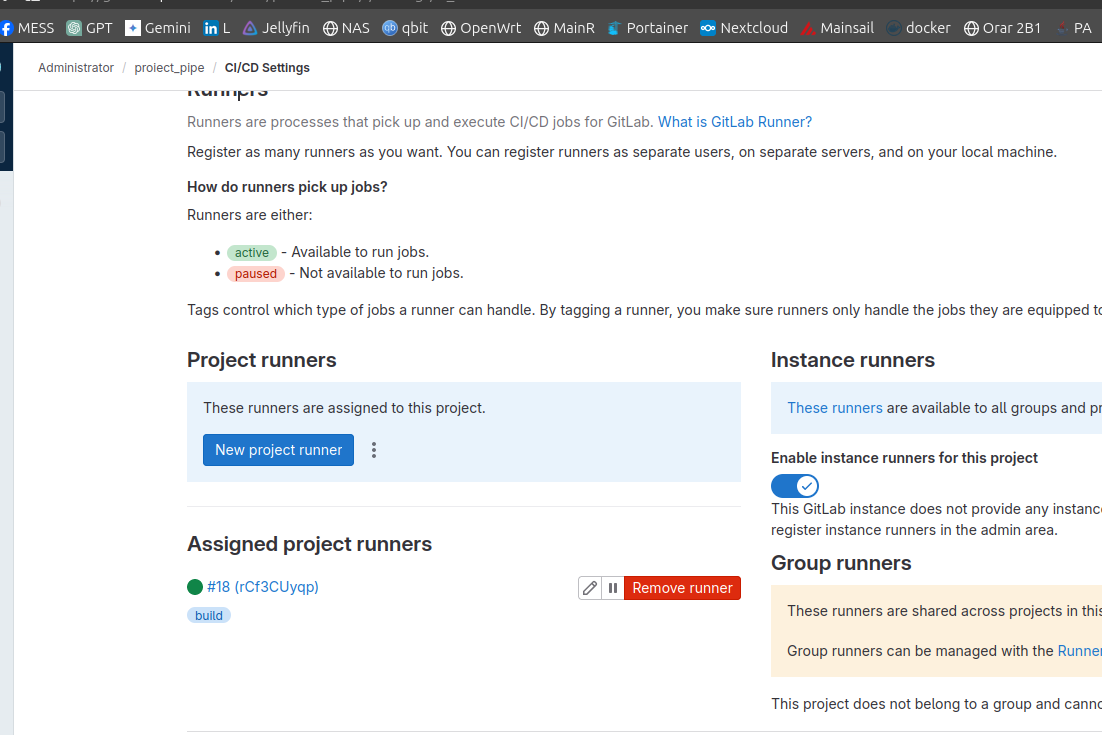 MESS GPT Gemini L Jellyfin NAS qbit OpenWrt MainR Portainer Nextcloud Mainsail docker Orar 2B1 PA
Administrator / project_pipe / CI/CD Settings
Runners
Runners are processes that pick up and execute CI/CD jobs for GitLab. What is GitLab Runner?
Register as many runners as you want. You can register runners as separate users, on separate servers, and on your local machine.
How do runners pick up jobs?
Runners are either:
• active - Available to run jobs.
• paused - Not available to run jobs.
Tags control which type of jobs a runner can handle. By tagging a runner, you make sure runners only handle the jobs they are equipped to
Project runners
These runners are assigned to this project.
New project runner
Assigned project runners
#18 (rCf3CUyqp)
Remove runner
build
Instance runners
These runners are available to all groups and pr
Enable instance runners for this project
This GitLab instance does not provide any instanc
register instance runners in the admin area.
Group runners
These runners are shared across projects in this
Group runners can be managed with the Runner
This project does not belong to a group and canno